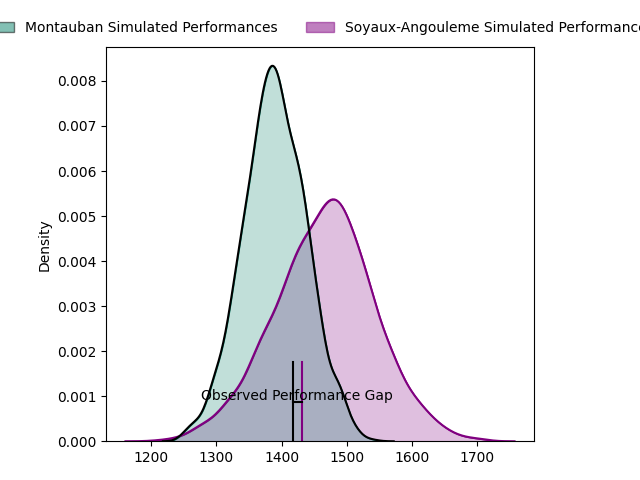 Montauban Simulated Performances
Soyaux-Angouleme Simulated Performance
0.008
0.007
0.006
0.005
0.004
0.003
0.002
0.001
0.000
Density
Observed Performance Gap
1200 1300 1400 1500 1600 1700